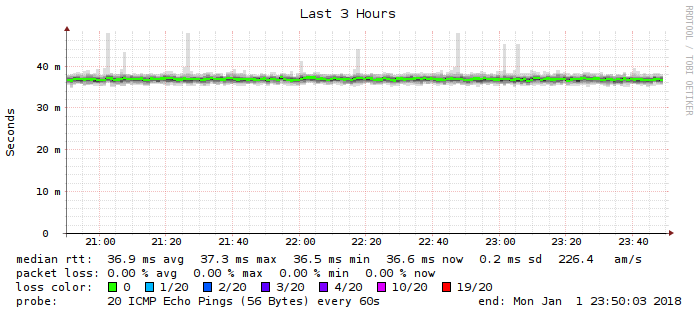 Last 3 Hours
RRDTOOL / TOBI OETIKER
Seconds
40 m
30 m
20 m
10 m
0
21:00 21:20 21:40 22:00 22:20 22:40 23:00 23:20 23:40
median rtt: 36.9 ms avg 37.3 ms max 36.5 ms min 36.6 ms now 0.2 ms sd 226.4 am/s
packet loss: 0.00 % avg 0.00 % max 0.00 % min 0.00 % now
loss color: 0 1/20 2/20 3/20 4/20 10/20 19/20
probe: 20 ICMP Echo Pings (56 Bytes) every 60s end: Mon Jan 1 23:50:03 2018